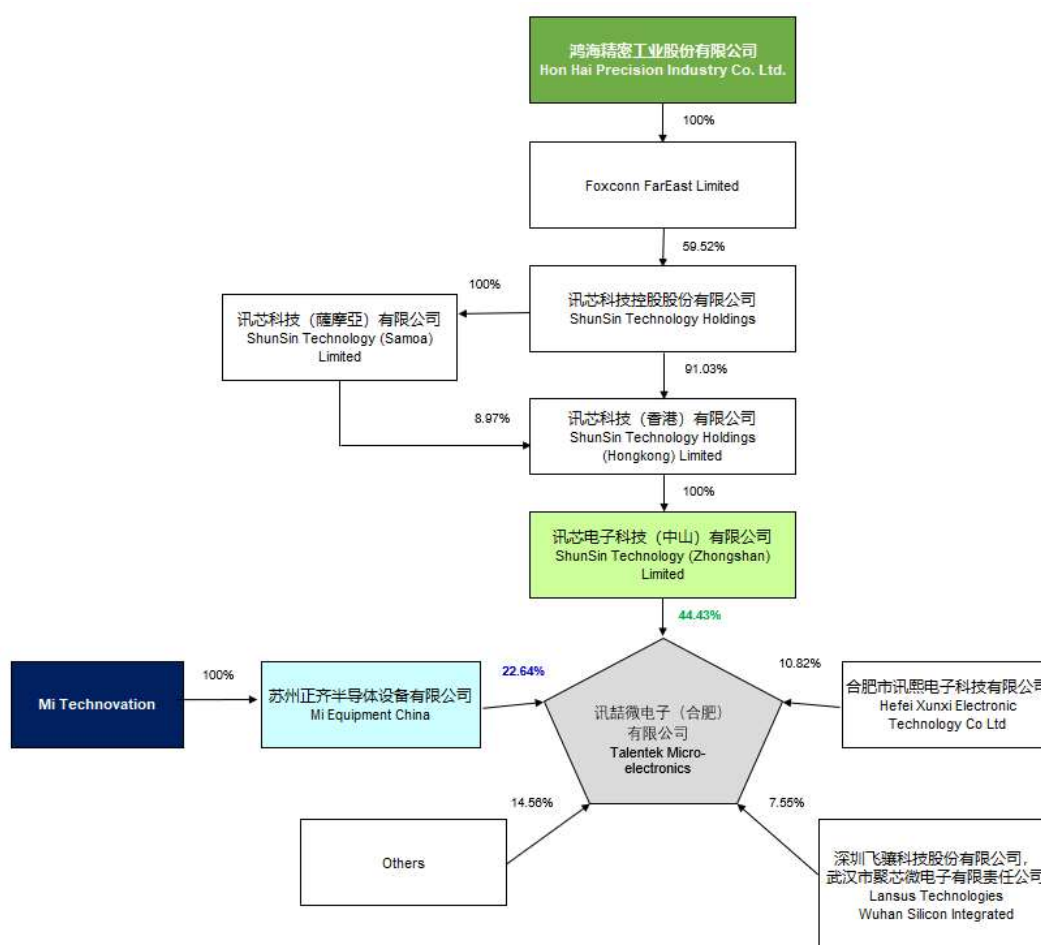 鸿海精密工业股份有限公司
Hon Hai Precision Industry Co. Ltd.
100%
Foxconn FarEast Limited
59.52%
100%
讯芯科技（薩摩亞）有限公司
ShunSin Technology (Samoa)
Limited
讯芯科技控股股份有限公司
ShunSin Technology Holdings
91.03%
8.97%
讯芯科技（香港）有限公司
ShunSin Technology Holdings
(Hongkong) Limited
100%
讯芯电子科技（中山）有限公司
ShunSin Technology (Zhongshan)
Limited
44.43%
Mi Technovation
100%
苏州正齐半导体设备有限公司
Mi Equipment China
22.64%
讯喆微电子（合肥）
有限公司
Talentek Micro-
electronics
10.82%
合肥市讯熙电子科技有限公司
Hefei Xunxi Electronic
Technology Co Ltd
14.56%
Others
7.55%
深圳飞骧科技股份有限公司，
武汉市聚芯微电子有限责任公司
Lansus Technologies
Wuhan Silicon Integrated